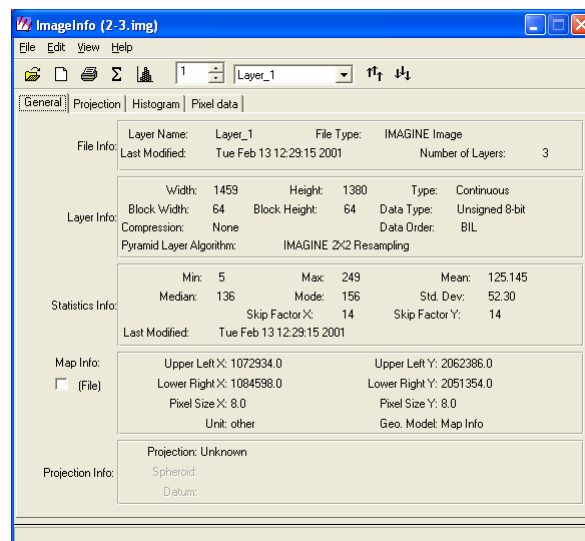 ImageInfo (2-3.img)
File Edit View Help
Σ 1 Layer_1
General Projection Histogram Pixel data
File Info: Layer Name: Layer_1 File Type: IMAGINE Image
Last Modified: Tue Feb 13 12:29:15 2001 Number of Layers: 3
Layer Info: Width: 1459 Height: 1380 Type: Continuous
Block Width: 64 Block Height: 64 Data Type: Unsigned 8-bit
Compression: None Data Order: BIL
Pyramid Layer Algorithm: IMAGINE 2X2 Resampling
Statistics Info: Min: 5 Max: 249 Mean: 125.145
Median: 136 Mode: 156 Std. Dev: 52.30
Skip Factor X: 14 Skip Factor Y: 14
Last Modified: Tue Feb 13 12:29:15 2001
Map Info: Upper Left X: 1072934.0 Upper Left Y: 2062386.0
(File) Lower Right X: 1084598.0 Lower Right Y: 2051354.0
Pixel Size X: 8.0 Pixel Size Y: 8.0
Unit: other Geo. Model: Map Info
Projection Info: Projection: Unknown
Spheroid:
Datum: